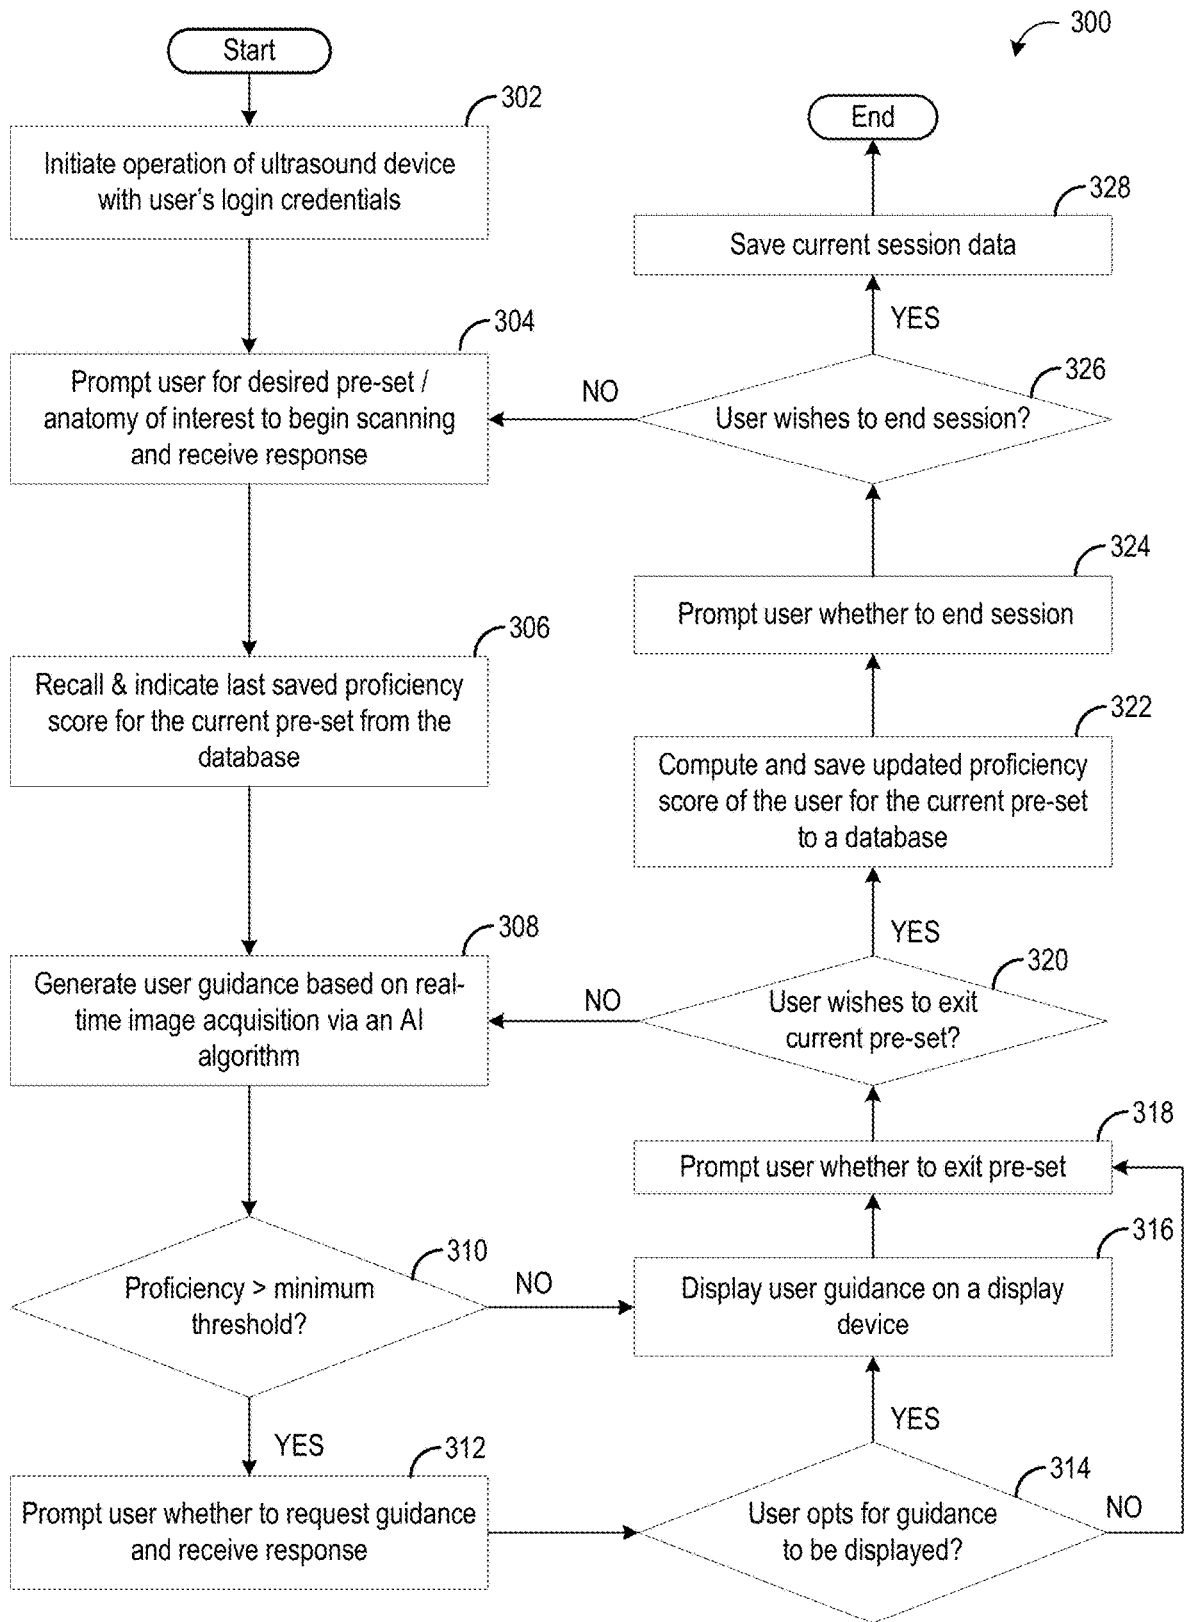 300
Start
302
Initiate operation of ultrasound device
with user's login credentials
304
Prompt user for desired pre-set /
anatomy of interest to begin scanning
and receive response
306
Recall & indicate last saved proficiency
score for the current pre-set from the
database
308
Generate user guidance based on real-
time image acquisition via an AI
algorithm
310
Proficiency > minimum
threshold?
NO
YES
312
Prompt user whether to request guidance
and receive response
314
User opts for guidance
to be displayed?
NO
YES
316
Display user guidance on a display
device
318
Prompt user whether to exit pre-set
320
User wishes to exit
current pre-set?
NO
YES
322
Compute and save updated proficiency
score of the user for the current pre-set
to a database
324
Prompt user whether to end session
326
User wishes to end session?
NO
YES
328
Save current session data
End